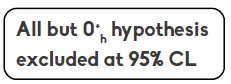 All but 0⁺ₕ hypothesis
excluded at 95% CL